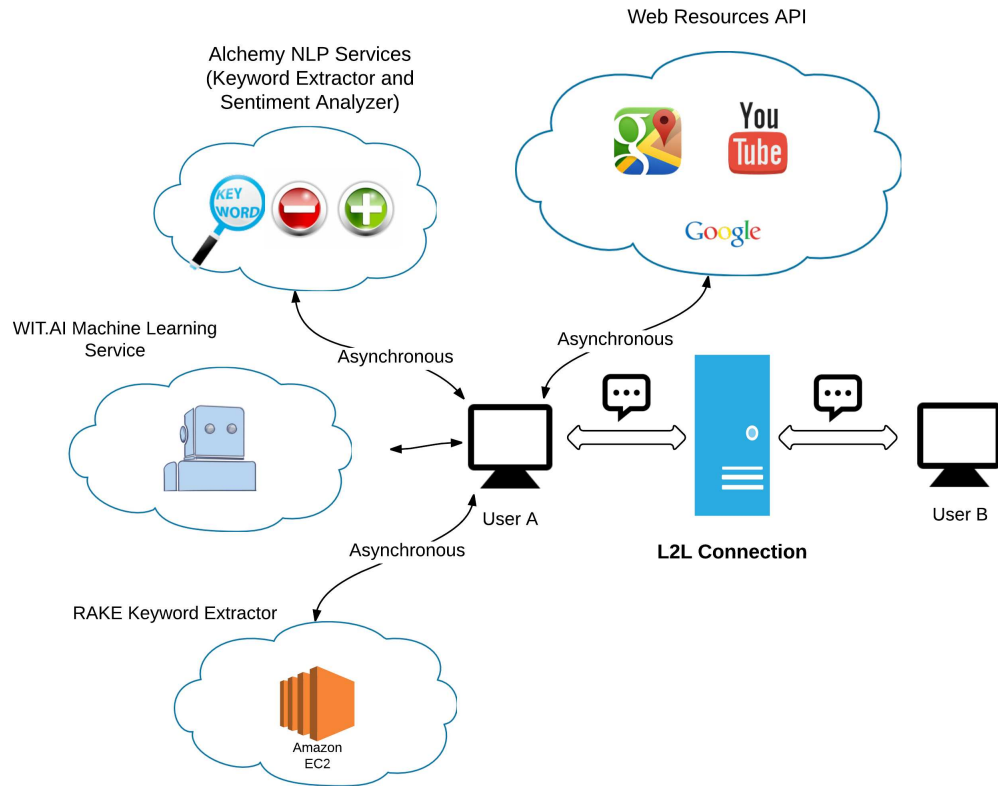 Web Resources API
Alchemy NLP Services
(Keyword Extractor and
Sentiment Analyzer)
g
You
Tube
KEY
WORD
Google
WIT.AI Machine Learning
Service
Asynchronous
Asynchronous
User A
User B
L2L Connection
Asynchronous
RAKE Keyword Extractor
Amazon
EC2